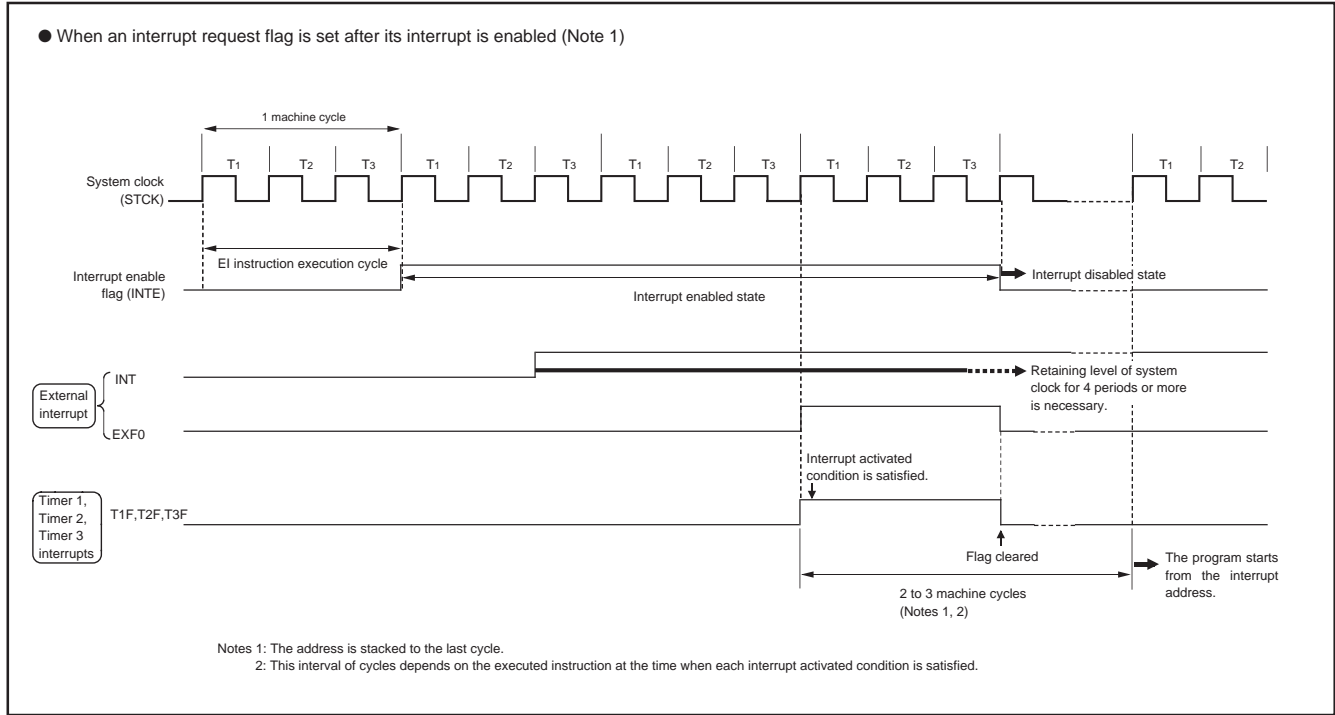 ● When an interrupt request flag is set after its interrupt is enabled (Note 1)
1 machine cycle
T1 T2 T3 T1 T2 T3 T1 T2 T3 T1 T2 T3 T1 T2
System clock
(STCK)
EI instruction execution cycle
Interrupt enable
flag (INTE)
Interrupt enabled state
Interrupt disabled state
External
interrupt
INT
EXF0
Retaining level of system
clock for 4 periods or more
is necessary.
Interrupt activated
condition is satisfied.
Timer 1,
Timer 2,
Timer 3
interrupts
T1F,T2F,T3F
Flag cleared
2 to 3 machine cycles
(Notes 1, 2)
The program starts
from the interrupt
address.
Notes 1: The address is stacked to the last cycle.
2: This interval of cycles depends on the executed instruction at the time when each interrupt activated condition is satisfied.